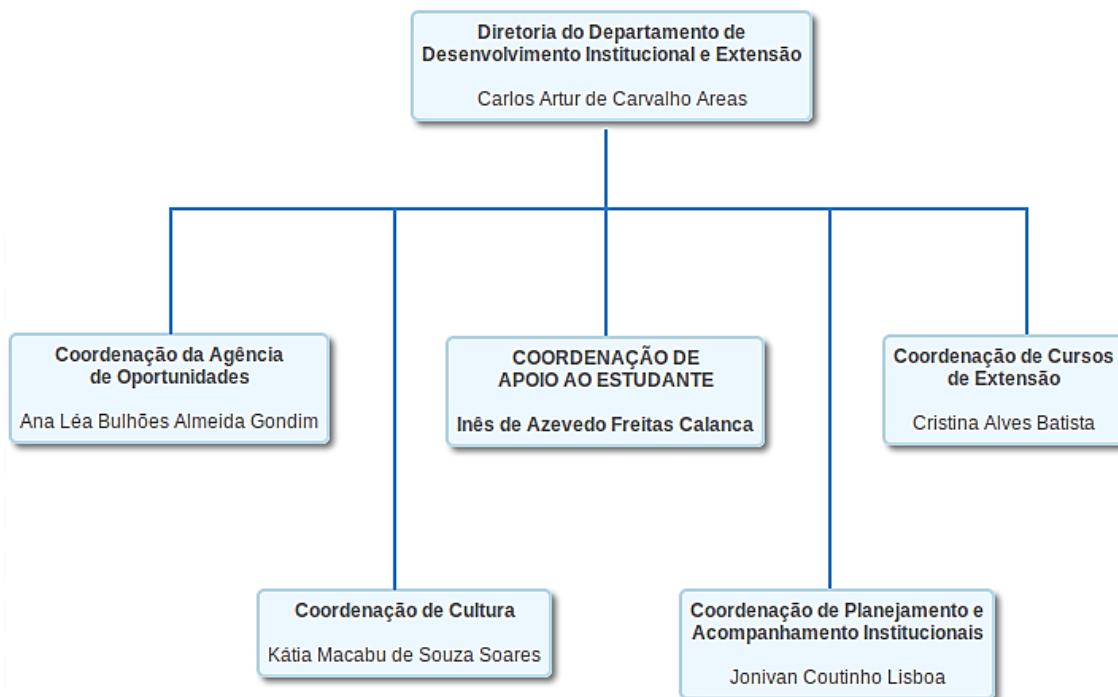 Diretoria do Departamento de
Desenvolvimento Institucional e Extensão
Carlos Artur de Carvalho Areas
Coordenação da Agência
de Oportunidades
Ana Léa Bulhões Almeida Gondim
COORDENAÇÃO DE
APOIO AO ESTUDANTE
Inês de Azevedo Freitas Calanca
Coordenação de Cursos
de Extensão
Cristina Alves Batista
Coordenação de Cultura
Kátia Macabu de Souza Soares
Coordenação de Planejamento e
Acompanhamento Institucionais
Jonivan Coutinho Lisboa